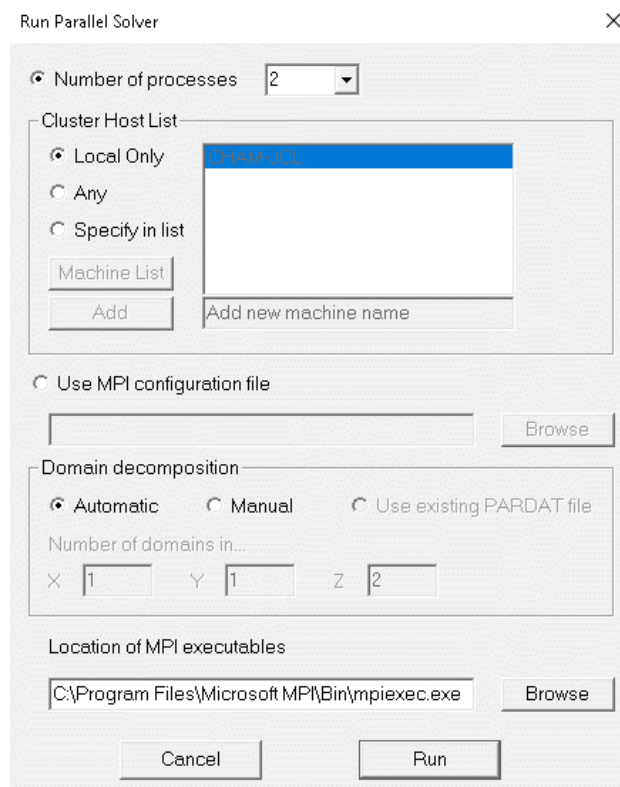 Run Parallel Solver
Number of processes 2
Cluster Host List
Local Only CHAM-JCL
Any
Specify in list
Machine List
Add Add new machine name
Use MPI configuration file
Browse
Domain decomposition
Automatic Manual Use existing PARDAT file
Number of domains in...
X 1 Y 1 Z 2
Location of MPI executables
C:\Program Files\Microsoft MPI\Bin\mpiexec.exe Browse
Cancel Run